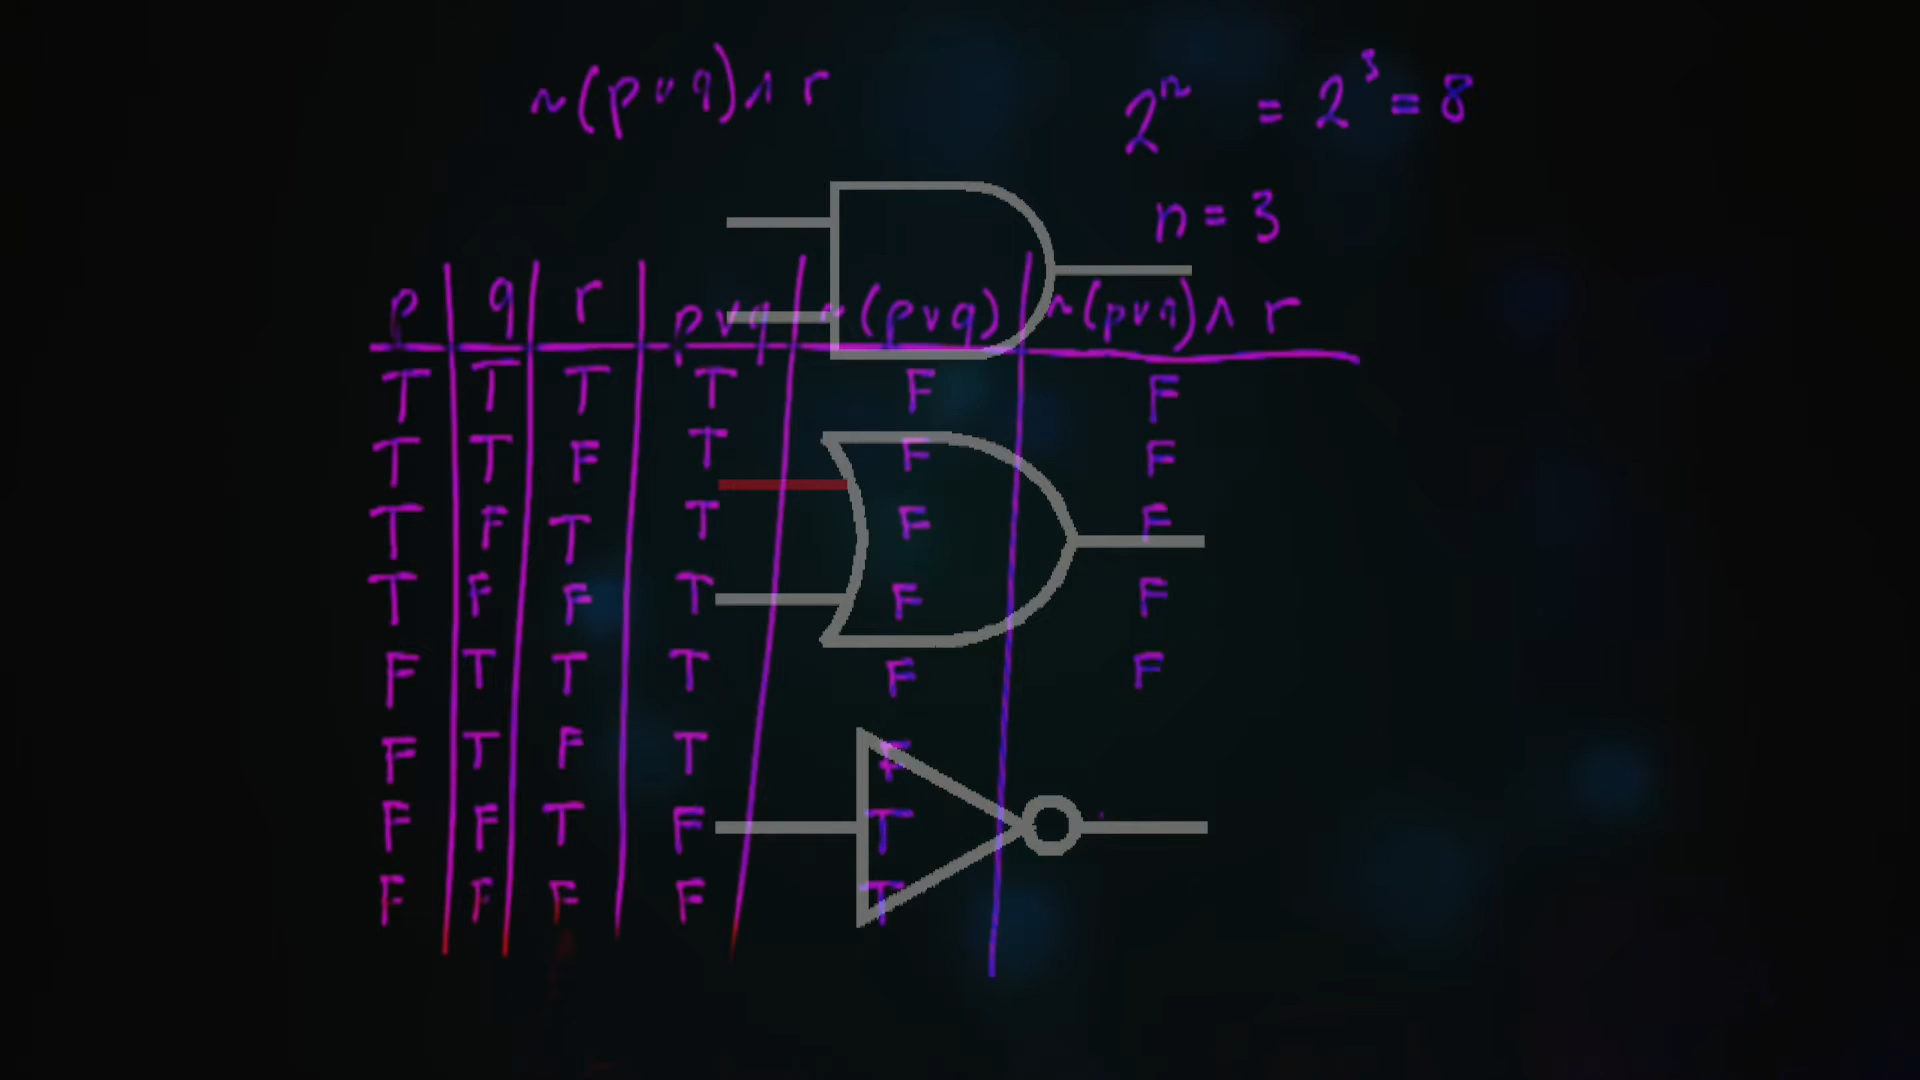 ~(p∨q)∧r
2ⁿ = 2³ = 8
n = 3
p q r p∨q ~(p∨q) ~(p∨q)∧r
T T T T F F
T T F T F F
T F T T F F
T F F T F F
F T T T F F
F T F T F
F F T F T
F F F F T